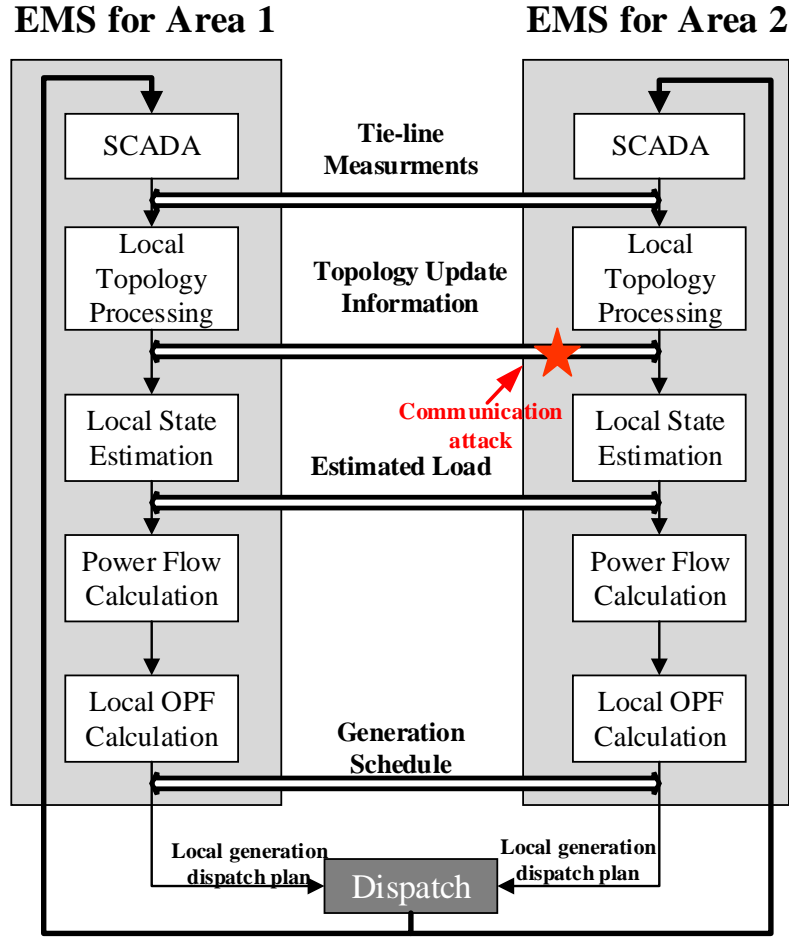 EMS for Area 1
EMS for Area 2
SCADA
SCADA
Tie-line
Measurments
Local
Topology
Processing
Local
Topology
Processing
Topology Update
Information
Communication
attack
Local State
Estimation
Local State
Estimation
Estimated Load
Power Flow
Calculation
Power Flow
Calculation
Local OPF
Calculation
Local OPF
Calculation
Generation
Schedule
Local generation
dispatch plan
Local generation
dispatch plan
Dispatch